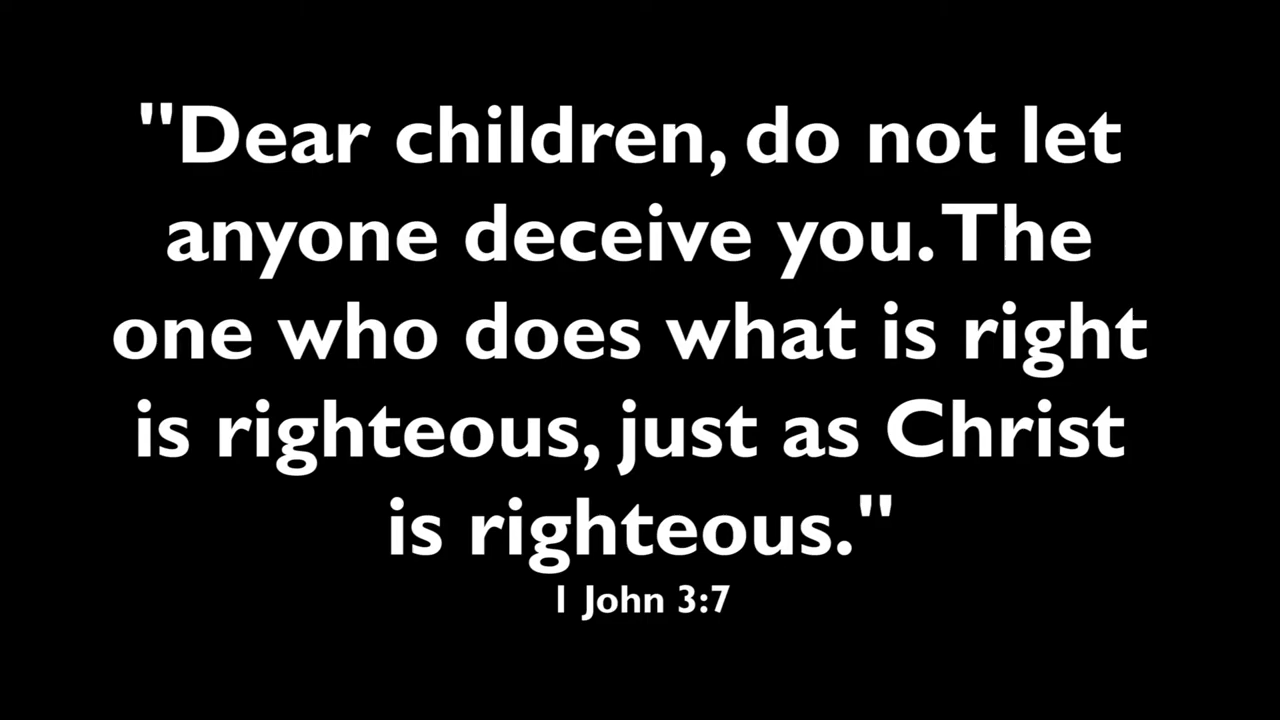 "Dear children, do not let
anyone deceive you. The
one who does what is right
is righteous, just as Christ
is righteous."
1 John 3:7